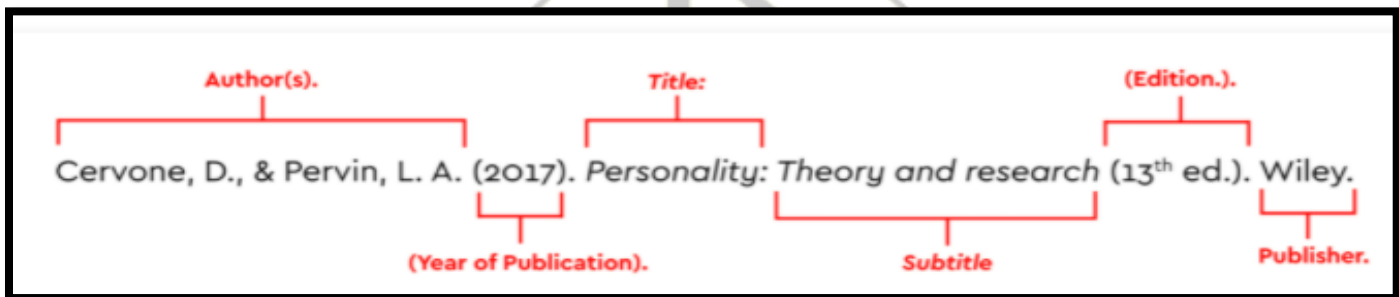 Author(s). Title: (Edition.).
Cervone, D., & Pervin, L. A. (2017). Personality: Theory and research (13th ed.). Wiley.
(Year of Publication). Subtitle Publisher.